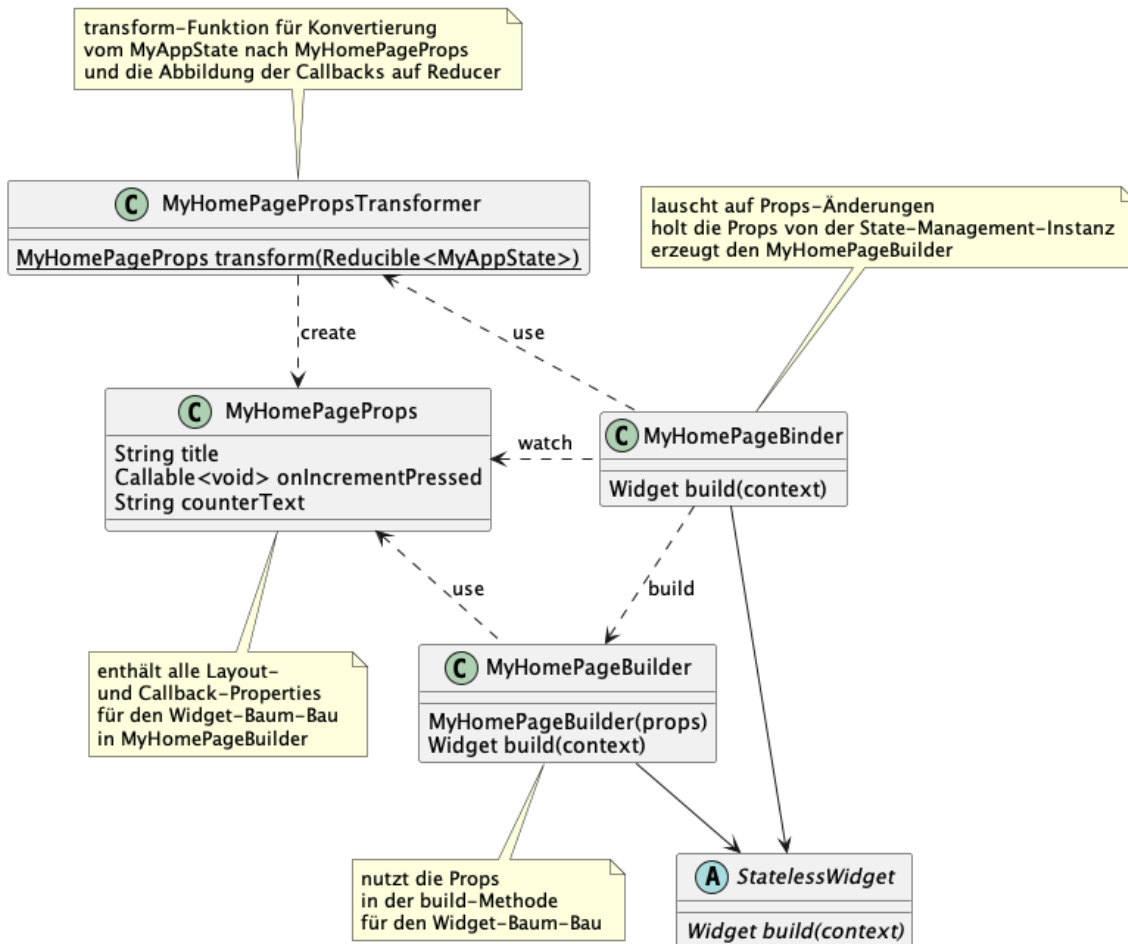 transform-Funktion für Konvertierung
vom MyAppState nach MyHomePageProps
und die Abbildung der Callbacks auf Reducer
C MyHomePagePropsTransformer
MyHomePageProps transform(Reducible<MyAppState>)
lauscht auf Props-Änderungen
holt die Props von der State-Management-Instanz
erzeugt den MyHomePageBuilder
create
use
C MyHomePageProps
String title
Callable<void> onIncrementPressed
String counterText
watch
C MyHomePageBinder
Widget build(context)
use
build
enthält alle Layout-
und Callback-Properties
für den Widget-Baum-Bau
in MyHomePageBuilder
C MyHomePageBuilder
MyHomePageBuilder(props)
Widget build(context)
nutzt die Props
in der build-Methode
für den Widget-Baum-Bau
A StatelessWidget
Widget build(context)